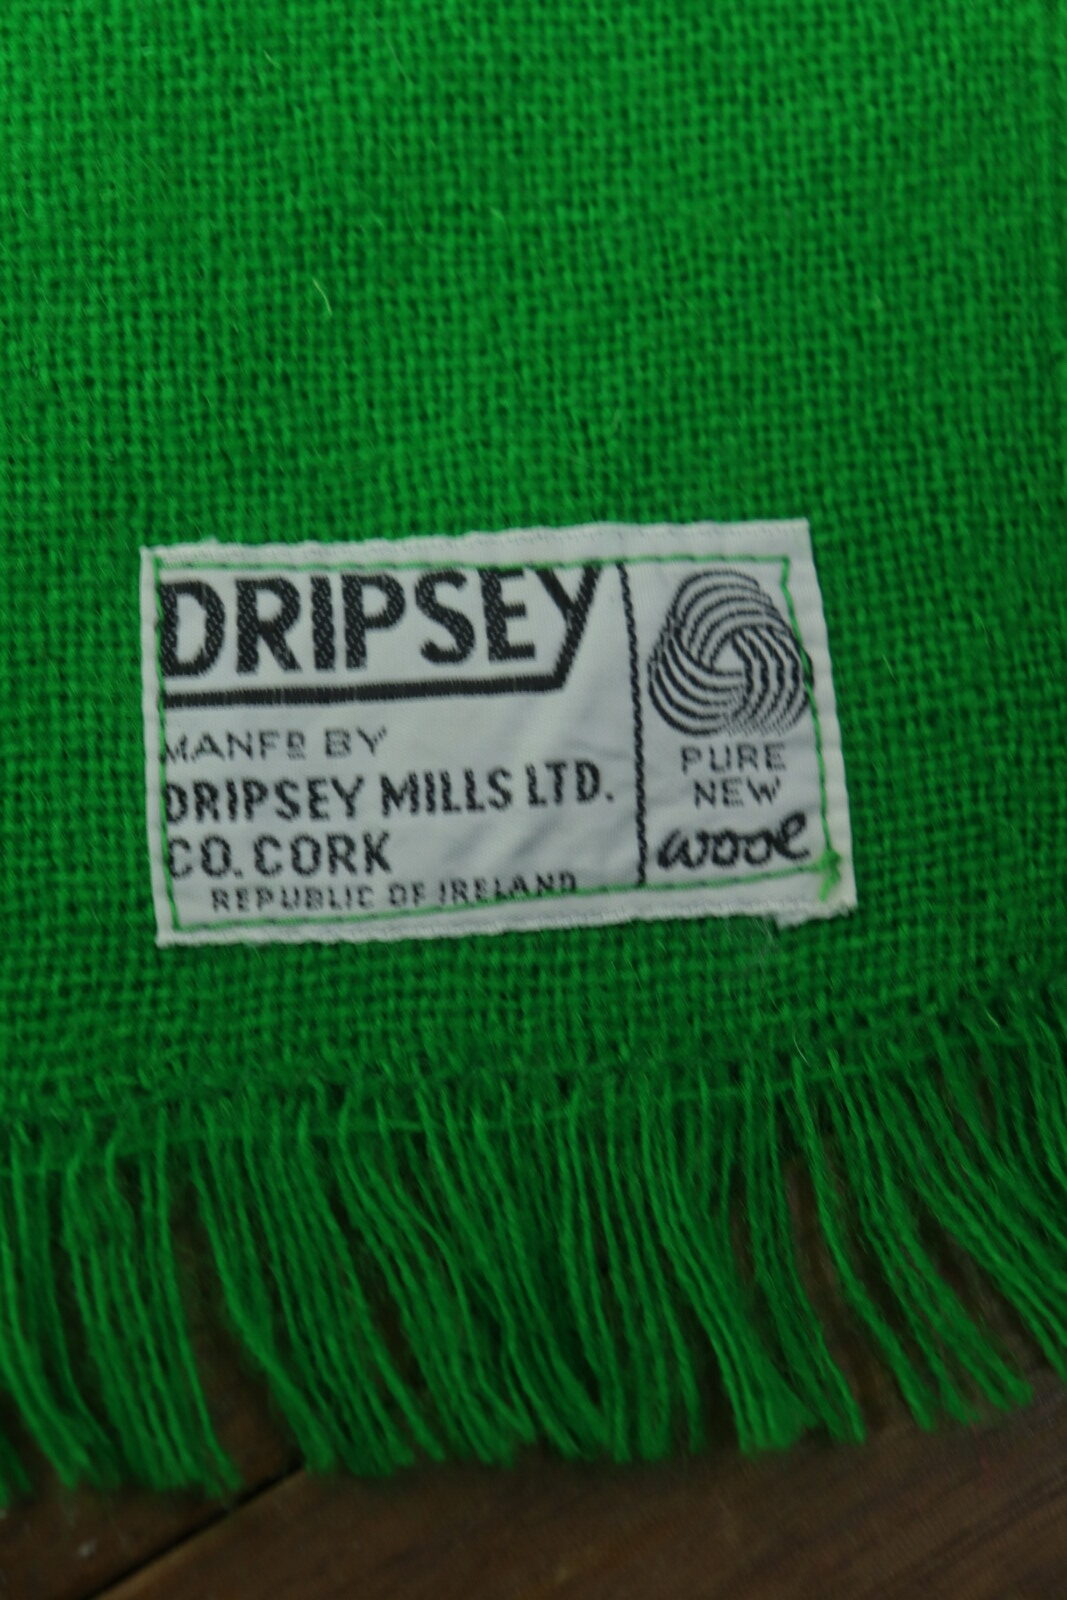 DRIPSEY
MANFD BY
DRIPSEY MILLS LTD.
CO. CORK
REPUBLIC OF IRELAND
PURE
NEW
wool